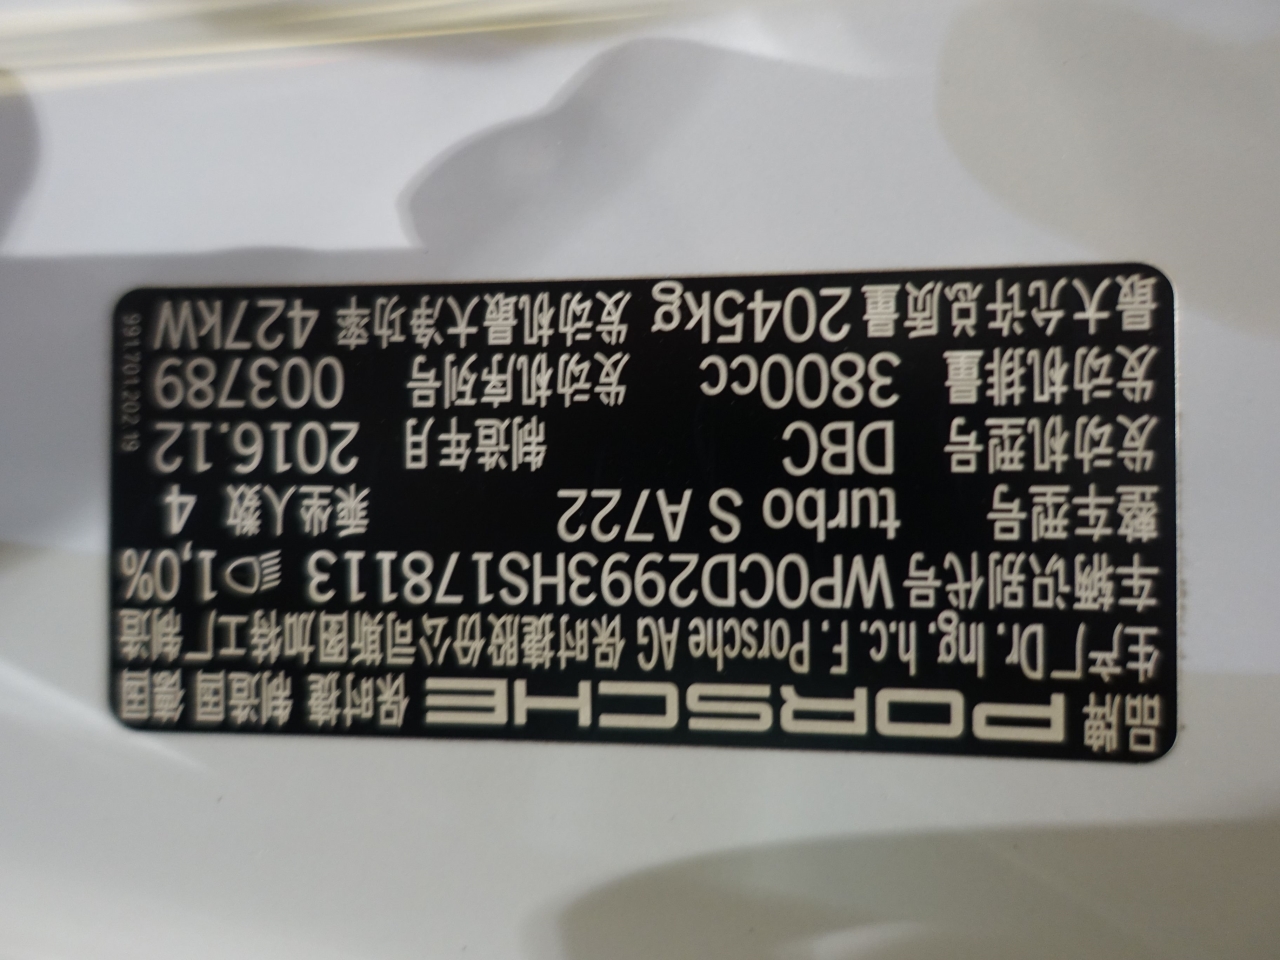 品牌 PORSCHE 保时捷 制造国 德国
生产厂 Dr. Ing. h.c. F. Porsche AG 保时捷股份公司斯图加特工厂制造
车辆识别代号 WP0CD2993HS178113 1,0%
整车型号 turbo S A722 乘坐人数 4
发动机型号 DBC 制造年月 2016.12
发动机排量 3800cc 发动机序列号 003789
最大允许总质量 2045kg 发动机最大净功率 427kW
991.701.202.19